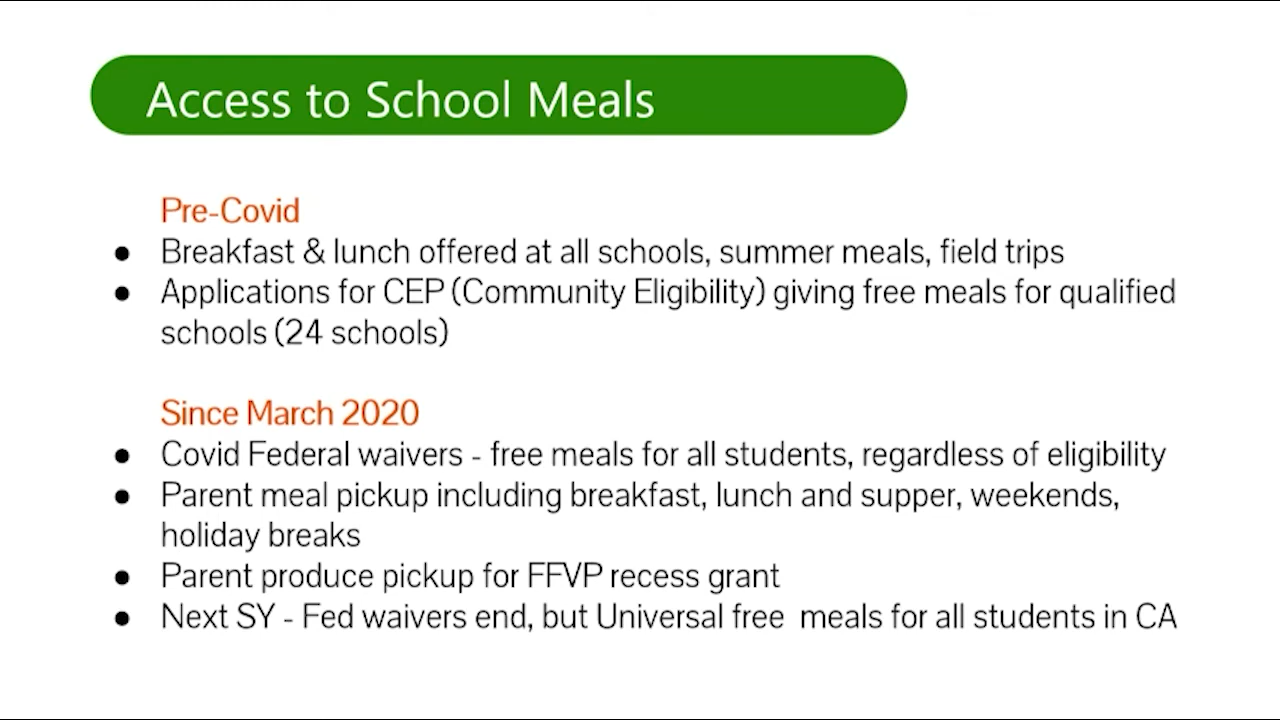 Access to School Meals
Pre-Covid
● Breakfast & lunch offered at all schools, summer meals, field trips
● Applications for CEP (Community Eligibility) giving free meals for qualified
schools (24 schools)
Since March 2020
● Covid Federal waivers - free meals for all students, regardless of eligibility
● Parent meal pickup including breakfast, lunch and supper, weekends,
holiday breaks
● Parent produce pickup for FFVP recess grant
● Next SY - Fed waivers end, but Universal free  meals for all students in CA